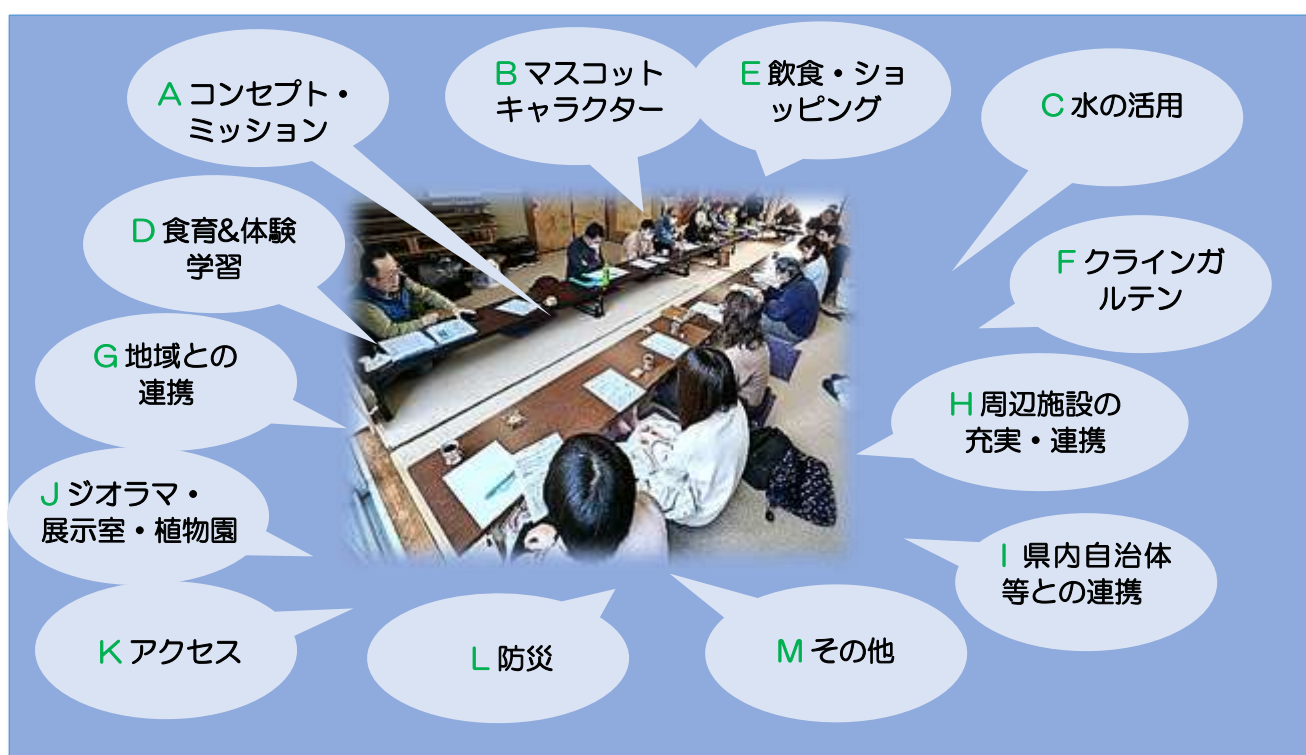 A コンセプト・
ミッション
B マスコット
キャラクター
E 飲食・ショ
ッピング
C 水の活用
D 食育&体験
学習
F クラインガ
ルテン
G 地域との
連携
H 周辺施設の
充実・連携
J ジオラマ・
展示室・植物園
I 県内自治体
等との連携
K アクセス
L 防災
M その他